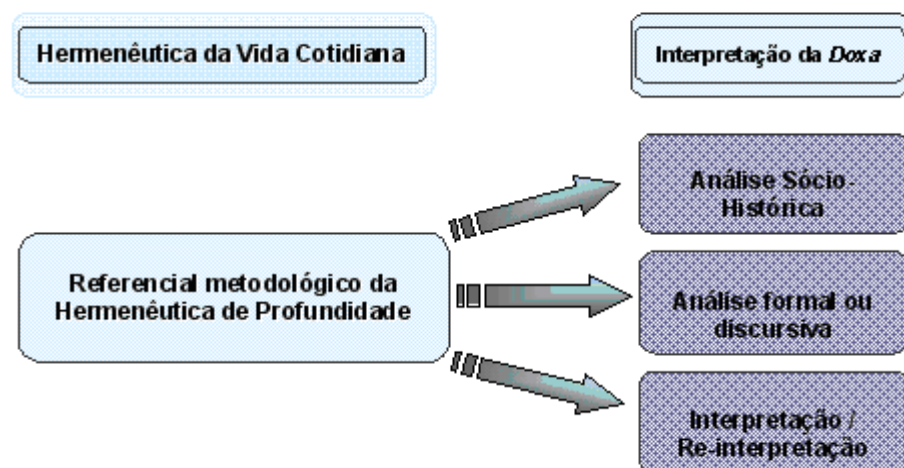 Hermenêutica da Vida Cotidiana
Interpretação da Doxa
Análise Sócio-
Histórica
Referencial metodológico da
Hermenêutica de Profundidade
Análise formal ou
discursiva
Interpretação /
Re-interpretação